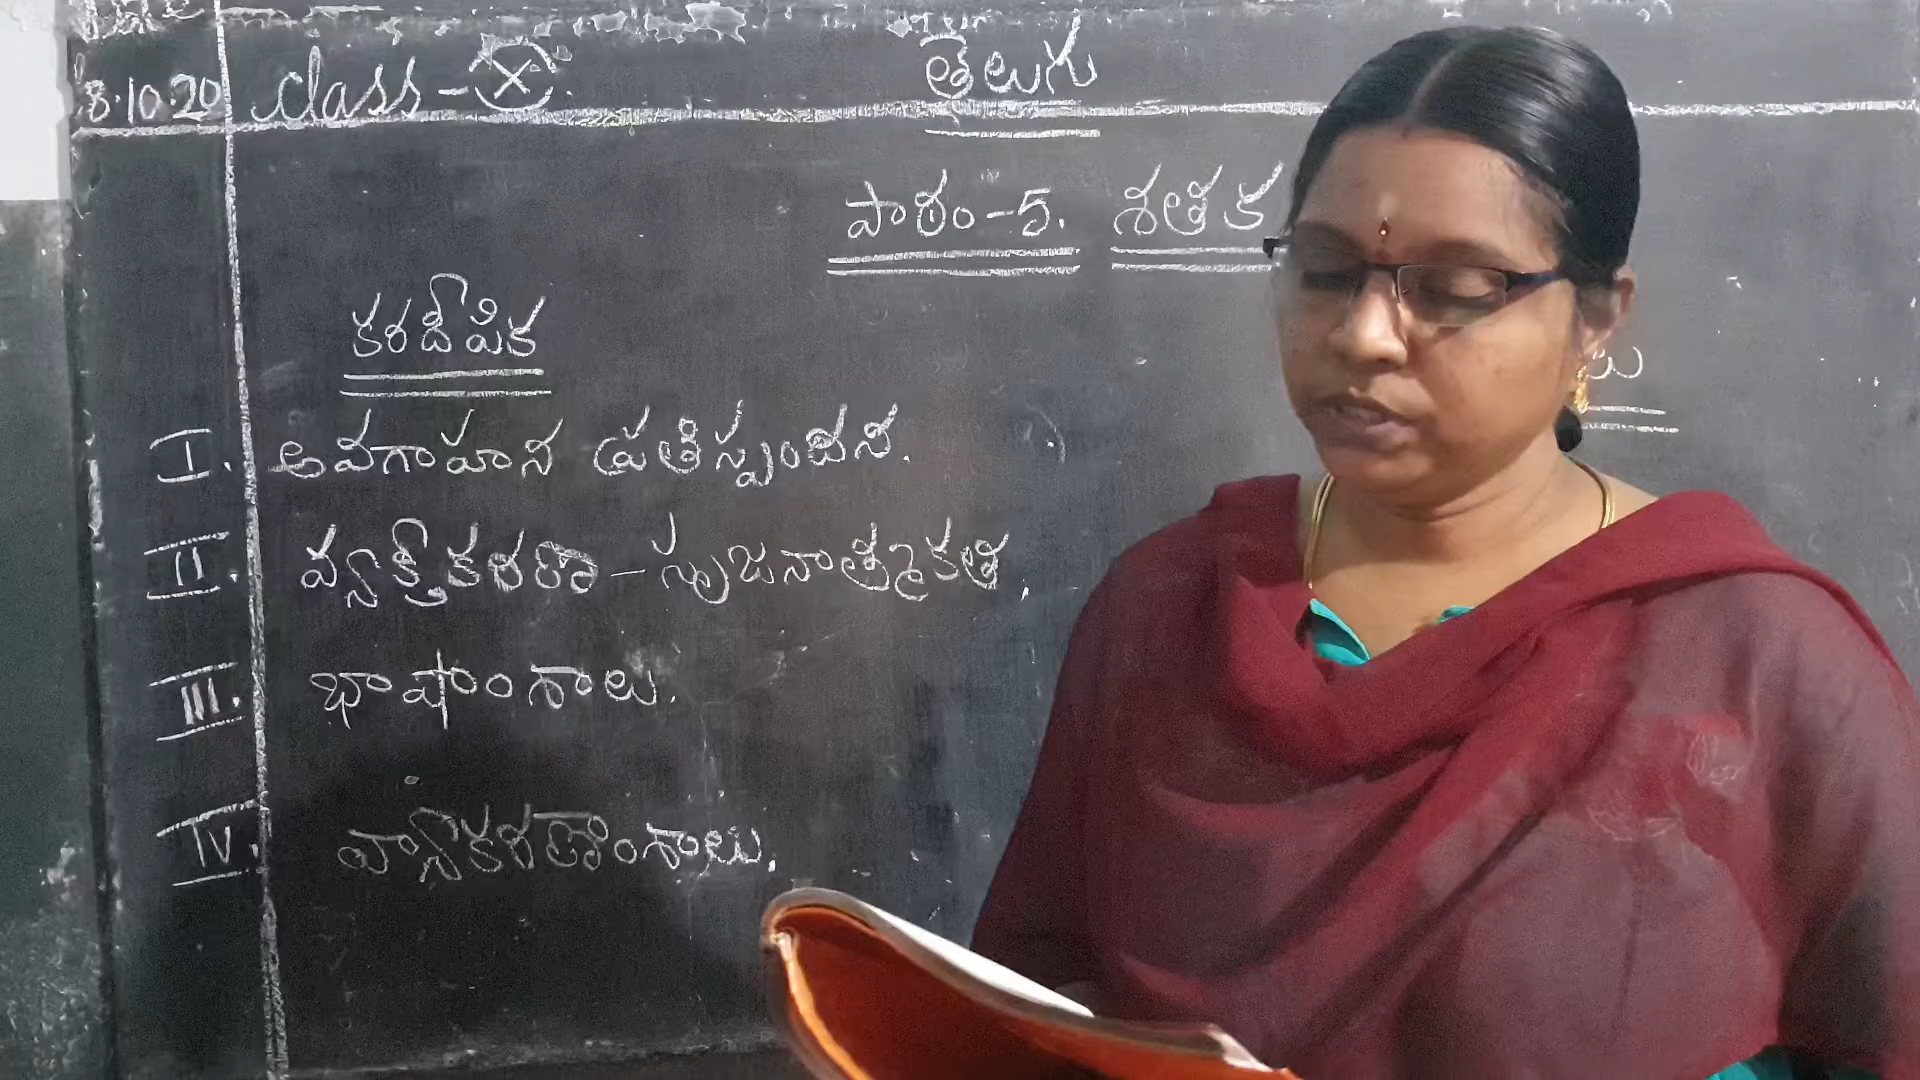 8.10.20 class - X. తెలుగు
పాఠం - 5. శతక
కరదీపిక
I. అవగాహన ప్రతిస్పందన.
II. వ్యక్తీకరణ - సృజనాత్మకత.
III. భాషాంశాలు.
IV. వ్యాకరణాంశాలు.